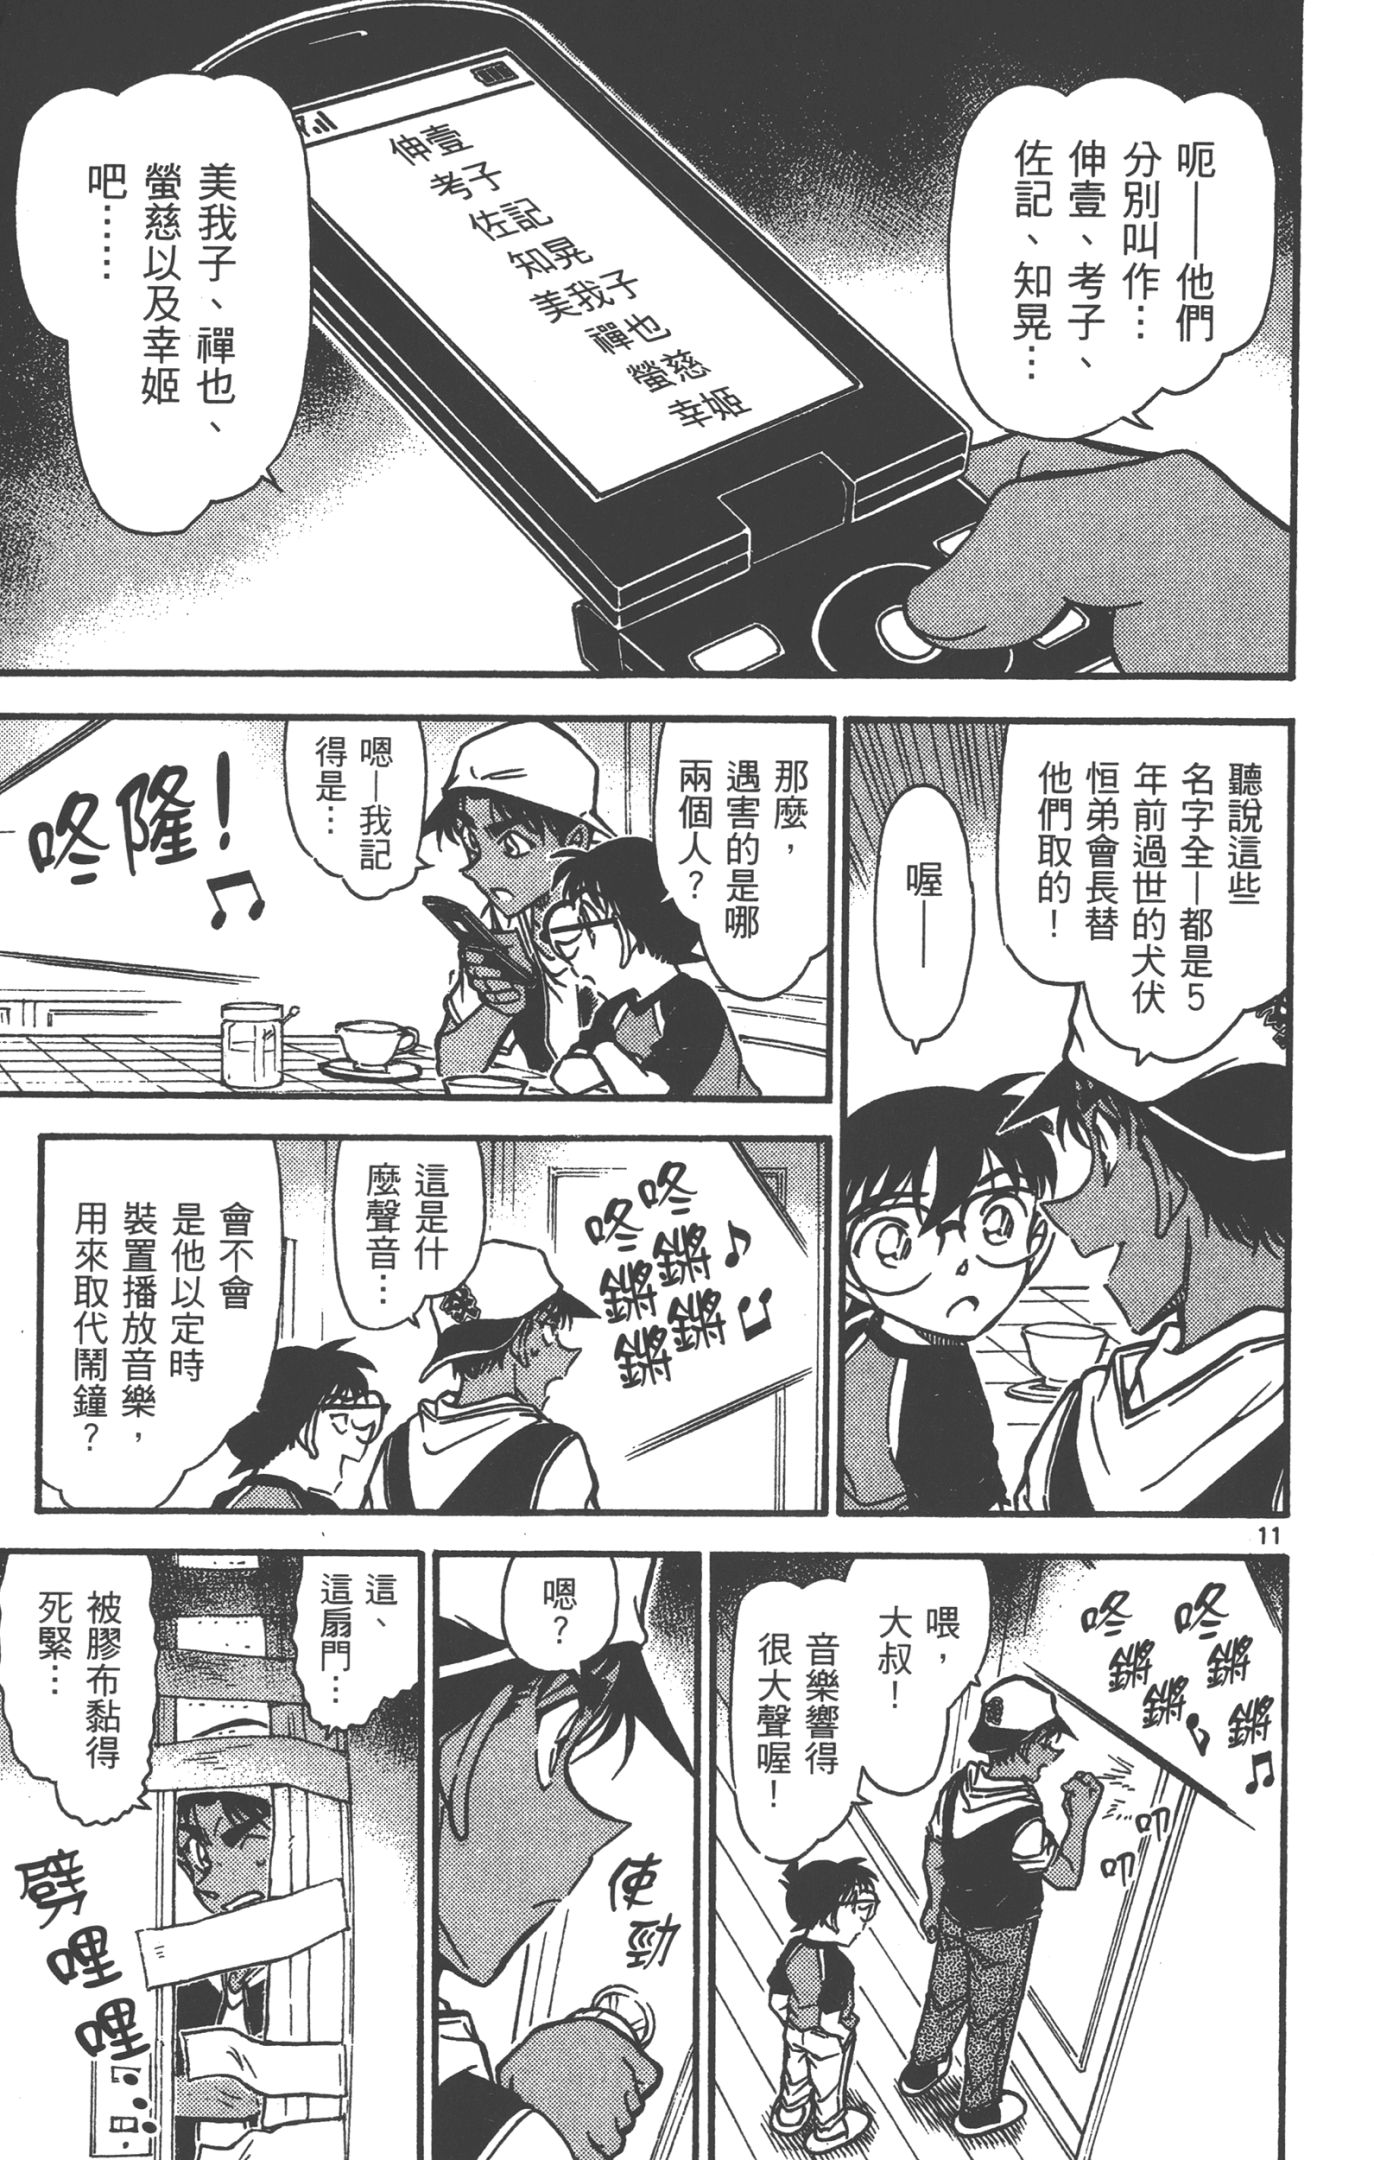 呃──他們
分別叫作…
伸壹、考子、
佐記、知晃…
伸壹
考子
佐記
知晃
美我子
禪也
螢慈
幸姬
美我子、禪也、
螢慈以及幸姬
吧……
聽說這些
名字全─都是5
年前過世的犬伏
恒弟會長替
他們取的！
喔──
那麼，
遇害的是哪
兩個人？
嗯─我記
得是…
咚隆！
咚咚鏘鏘鏘鏘鏘
這是什
麼聲音…
會不會
是他以定時
裝置播放音樂，
用來取代鬧鐘？
11
咚鏘鏘
咚鏘鏘
喂，
大叔！
音樂響得
很大聲喔！
叩
叩
嗯？
使勁
這、
這扇門…
被膠布黏得
死緊…
劈哩哩